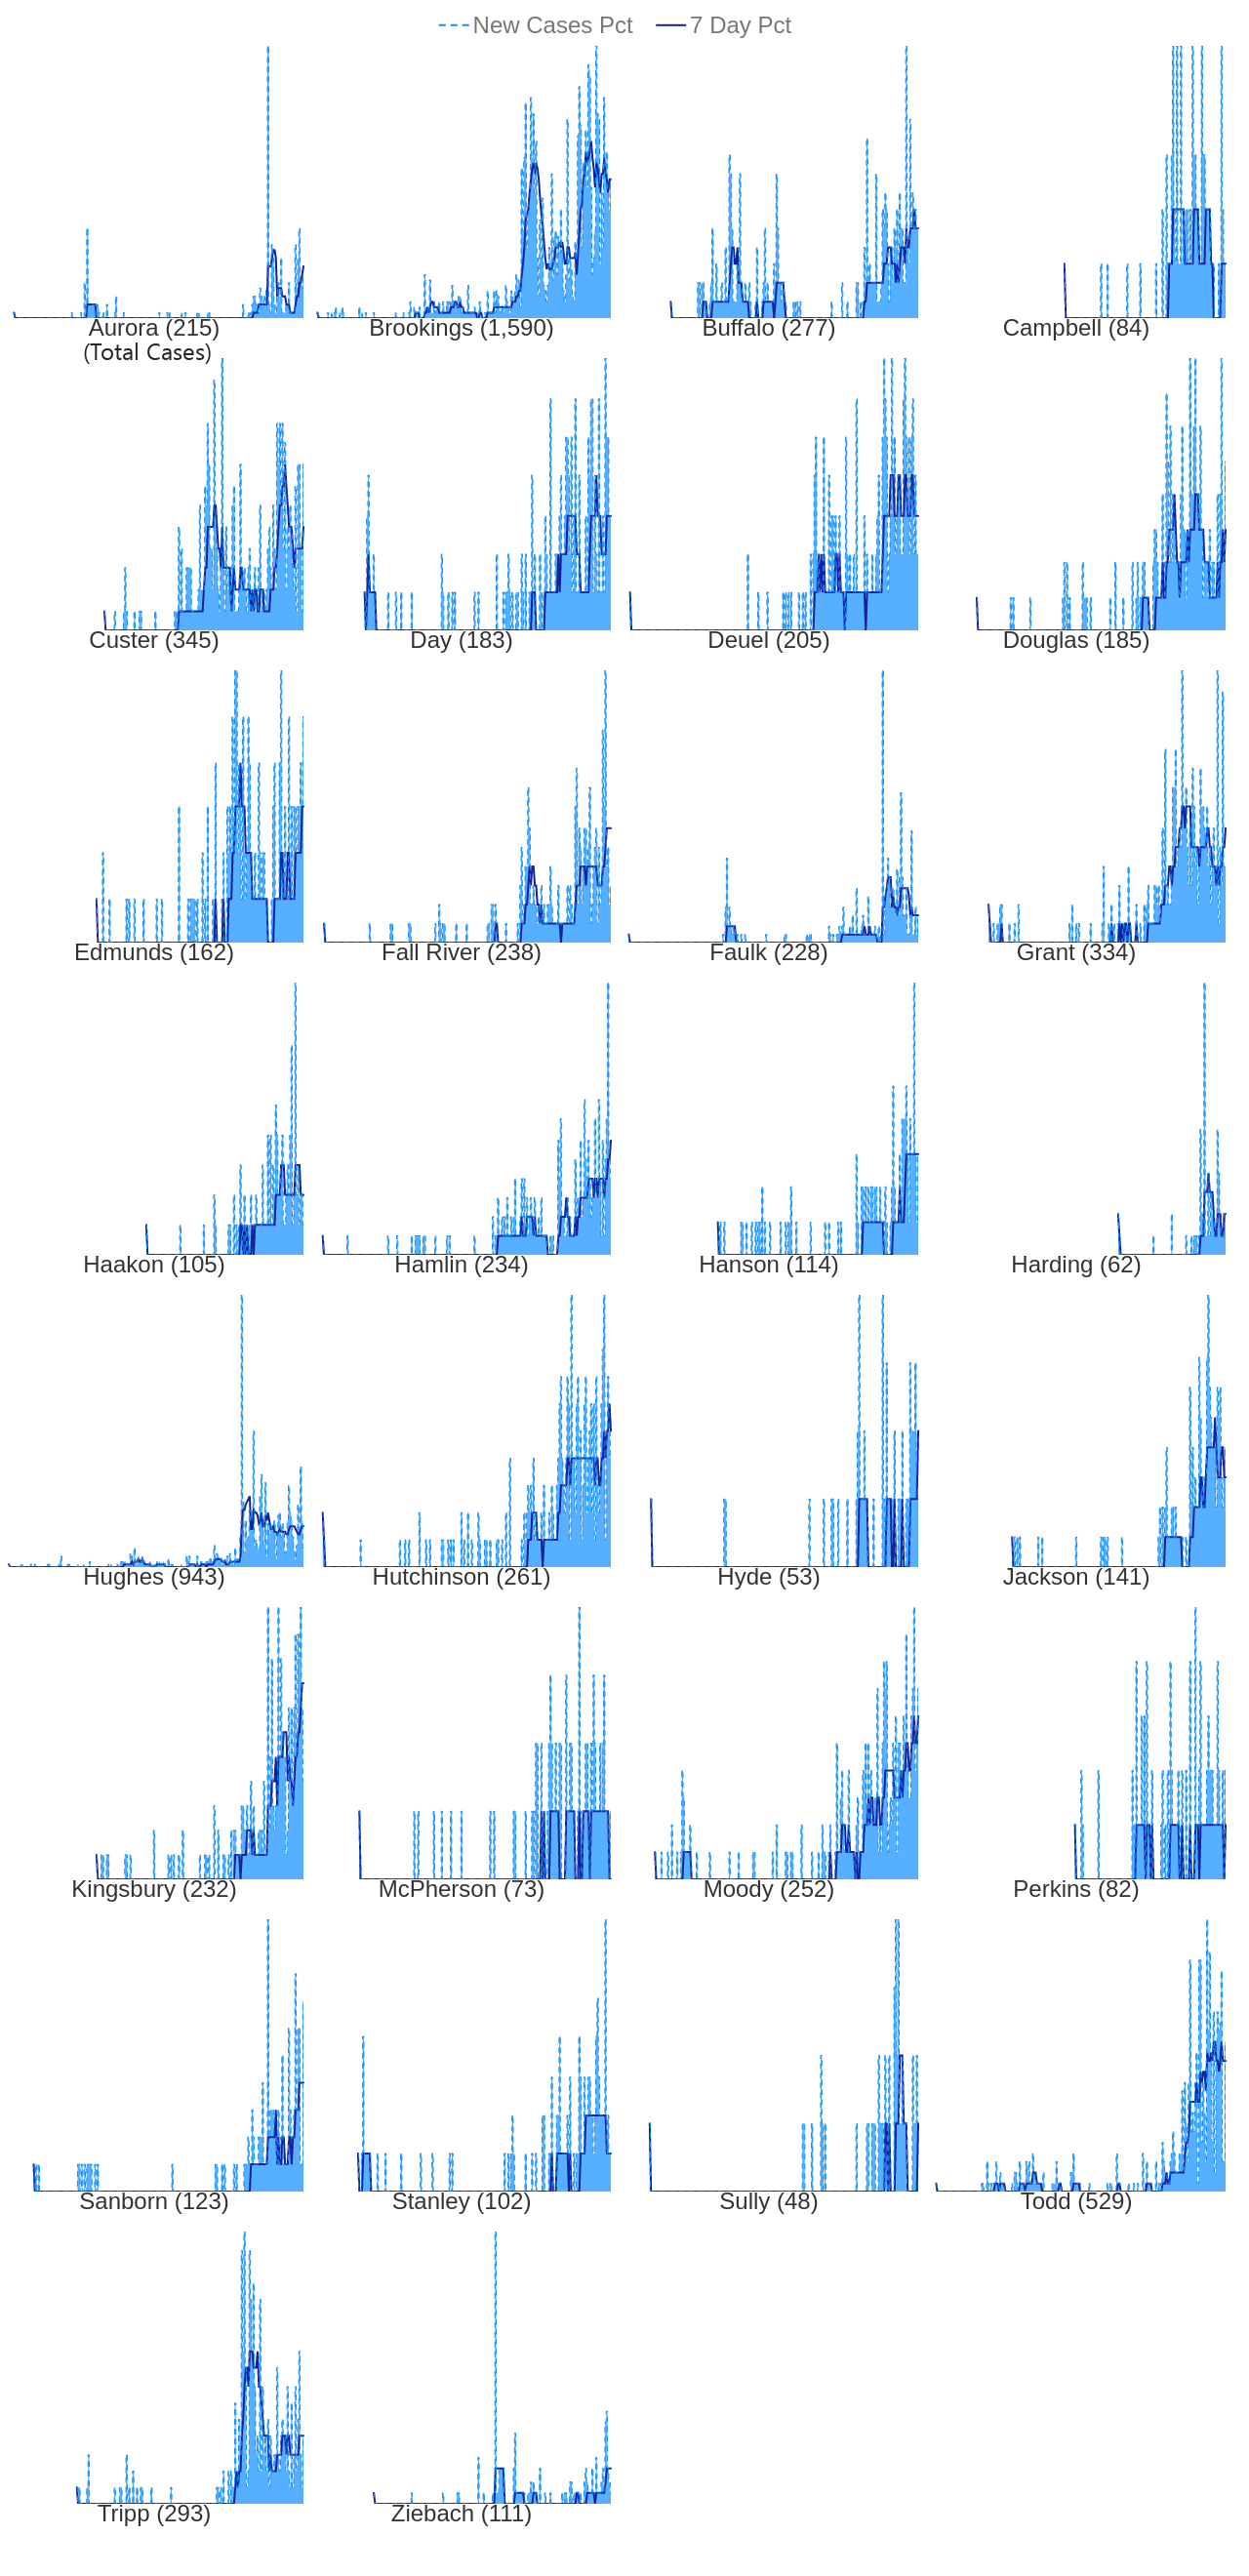 New Cases Pct 7 Day Pct
Aurora (215) Brookings (1,590) Buffalo (277) Campbell (84)
(Total Cases)
Custer (345) Day (183) Deuel (205) Douglas (185)
Edmunds (162) Fall River (238) Faulk (228) Grant (334)
Haakon (105) Hamlin (234) Hanson (114) Harding (62)
Hughes (943) Hutchinson (261) Hyde (53) Jackson (141)
Kingsbury (232) McPherson (73) Moody (252) Perkins (82)
Sanborn (123) Stanley (102) Sully (48) Todd (529)
Tripp (293) Ziebach (111)